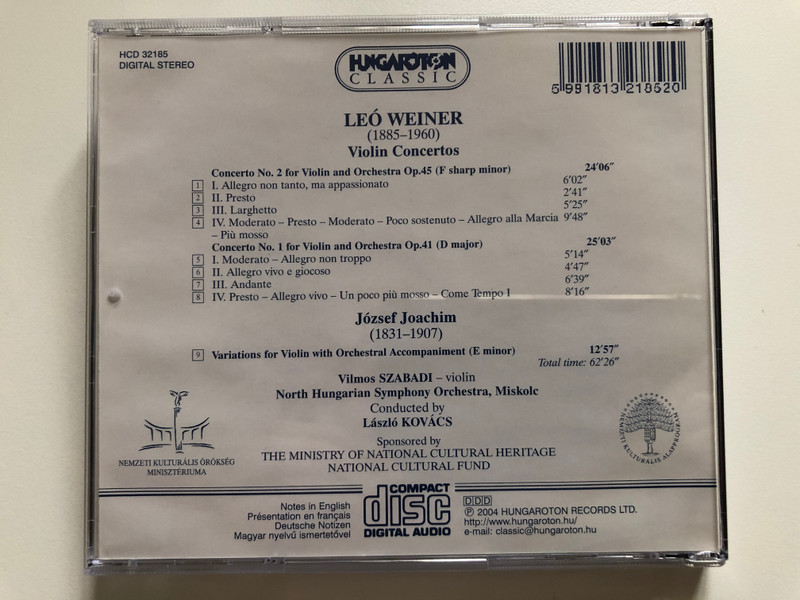 HCD 32185
DIGITAL STEREO
HUNGAROTON
CLASSIC
5 991813 218520
LEÓ WEINER
(1885–1960)
Violin Concertos
Concerto No. 2 for Violin and Orchestra Op.45 (F sharp minor) 24′06″
1 I. Allegro non tanto, ma appassionato 6′02″
2 II. Presto 2′41″
3 III. Larghetto 5′25″
4 IV. Moderato – Presto – Moderato – Poco sostenuto – Allegro alla Marcia 9′48″
– Più mosso
Concerto No. 1 for Violin and Orchestra Op.41 (D major) 25′03″
5 I. Moderato – Allegro non troppo 5′14″
6 II. Allegro vivo e giocoso 4′47″
7 III. Andante 6′39″
8 IV. Presto – Allegro vivo – Un poco più mosso – Come Tempo I 8′16″
József Joachim
(1831–1907)
9 Variations for Violin with Orchestral Accompaniment (E minor) 12′57″
Total time: 62′26″
Vilmos SZABADI – violin
North Hungarian Symphony Orchestra, Miskolc
Conducted by
László KOVÁCS
Sponsored by
THE MINISTRY OF NATIONAL CULTURAL HERITAGE
NATIONAL CULTURAL FUND
NEMZETI KULTURÁLIS ÖRÖKSÉG
MINISZTÉRIUMA
NEMZETI KULTURÁLIS ALAPPROGRAM
Notes in English
Présentation en français
Deutsche Notizen
Magyar nyelvű ismertetővel
COMPACT
disc
DIGITAL AUDIO
DDD
℗ 2004 HUNGAROTON RECORDS LTD.
http://www.hungaroton.hu/
e-mail: classic@hungaroton.hu